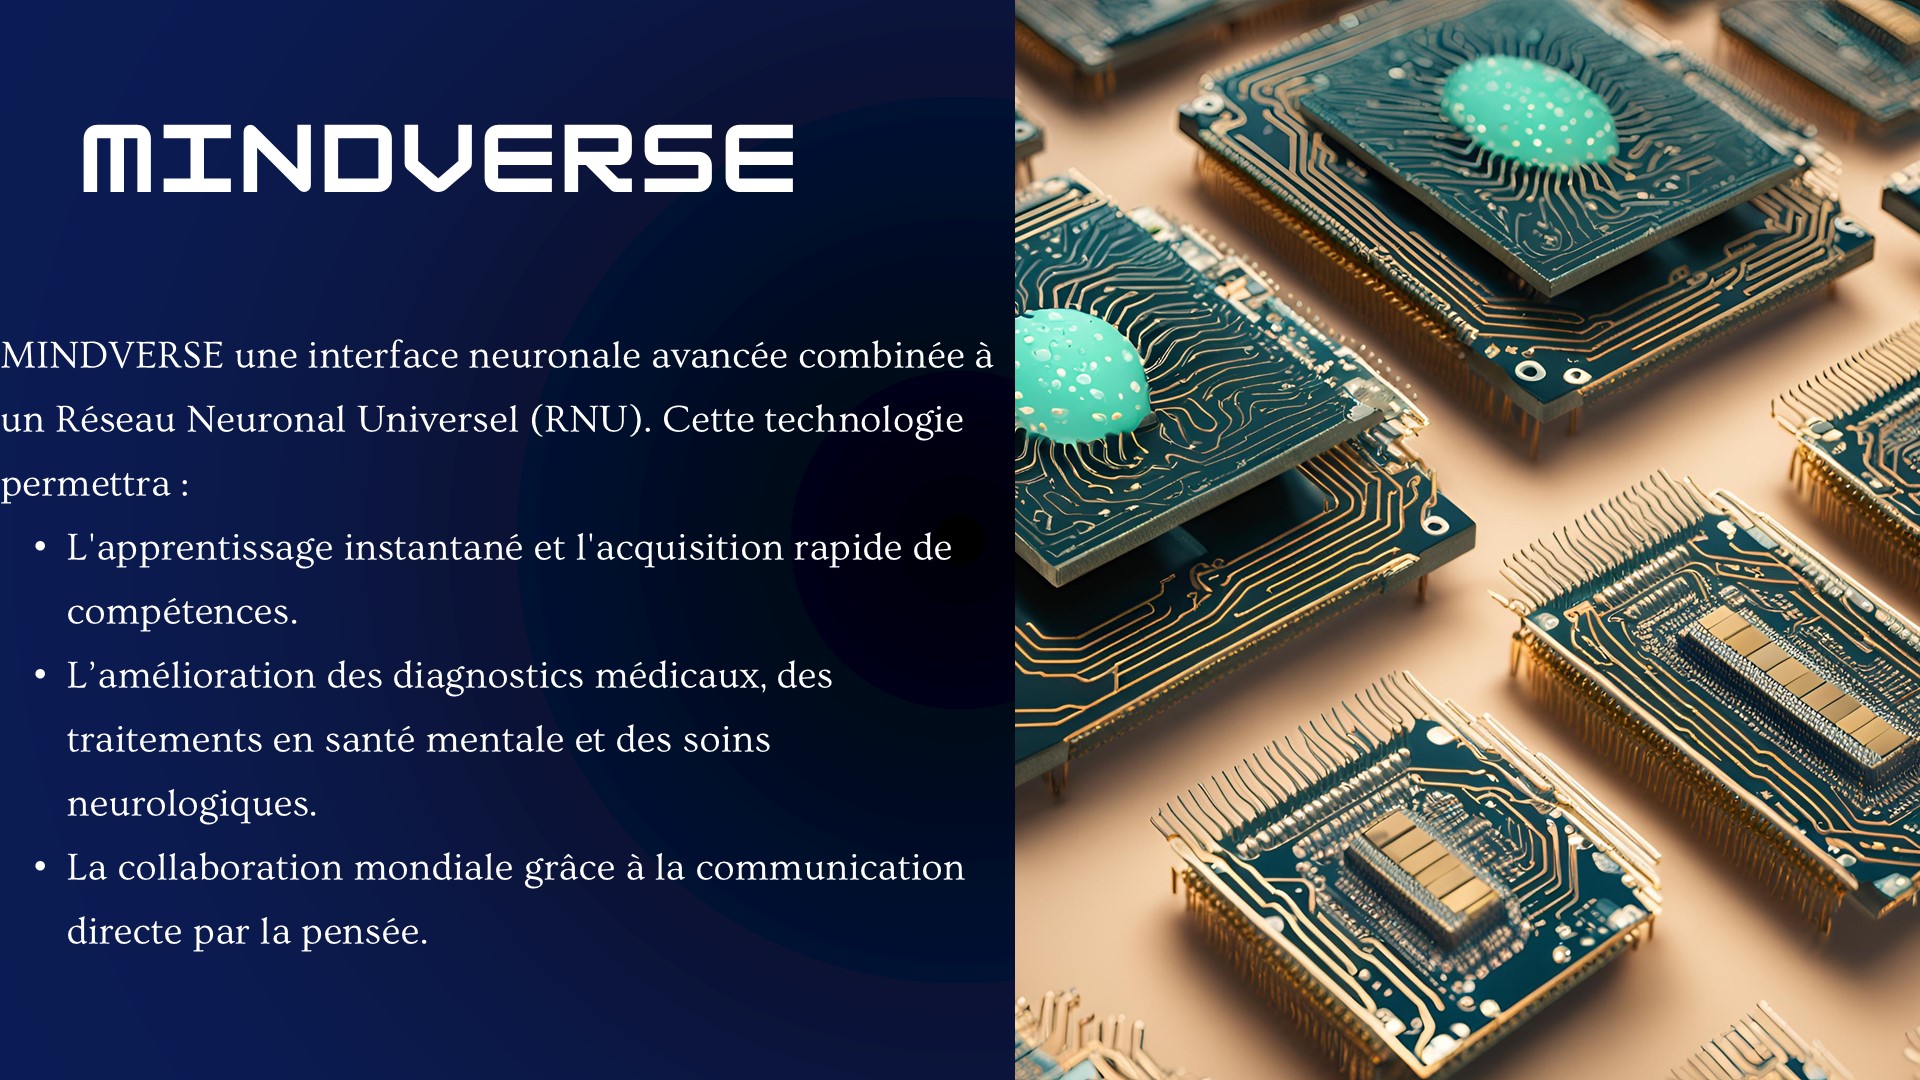 MINDVERSE
MINDVERSE une interface neuronale avancée combinée à
un Réseau Neuronal Universel (RNU). Cette technologie
permettra :
• L'apprentissage instantané et l'acquisition rapide de
compétences.
• L’amélioration des diagnostics médicaux, des
traitements en santé mentale et des soins
neurologiques.
• La collaboration mondiale grâce à la communication
directe par la pensée.